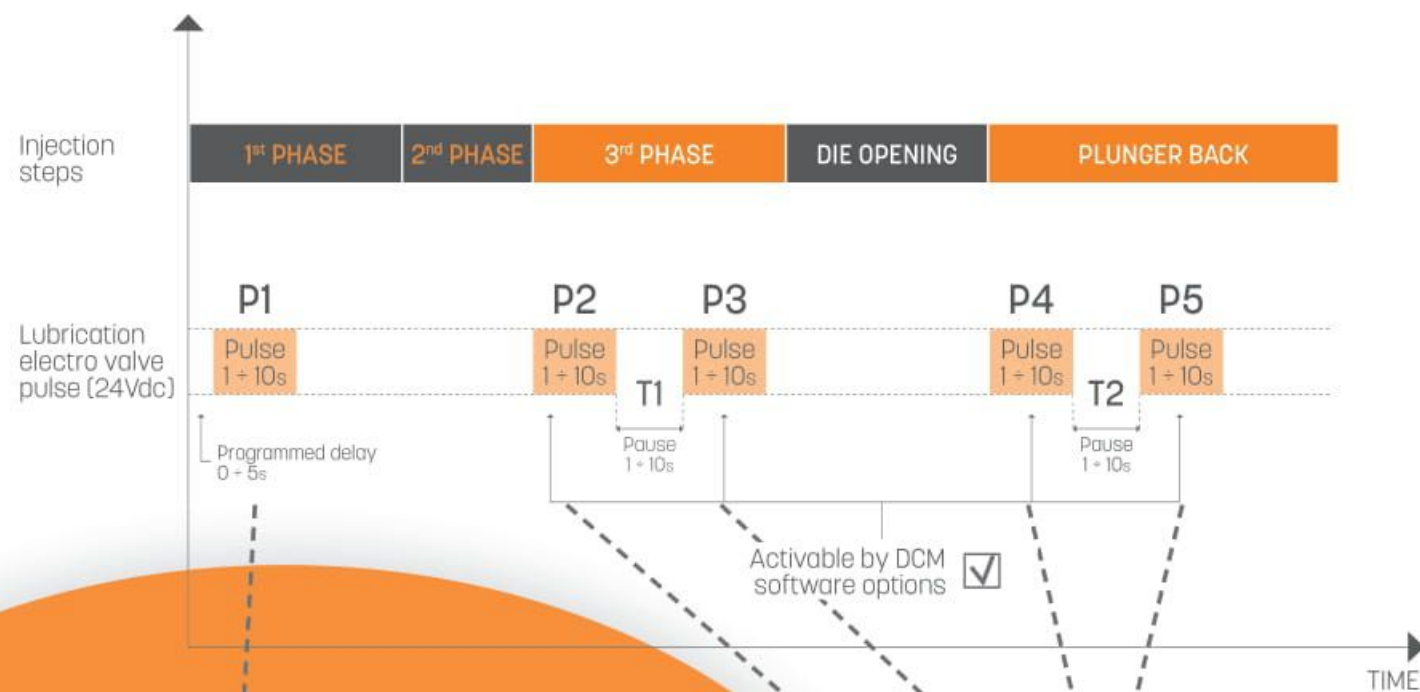 Injection
steps
1st PHASE
2nd PHASE
3rd PHASE
DIE OPENING
PLUNGER BACK
P1
P2
P3
P4
P5
Lubrication
electro valve
pulse (24Vdc)
Pulse
1 ÷ 10s
Pulse
1 ÷ 10s
T1
Pulse
1 ÷ 10s
Pulse
1 ÷ 10s
T2
Pulse
1 ÷ 10s
Programmed delay
0 ÷ 5s
Pause
1 ÷ 10s
Pause
1 ÷ 10s
Activable by DCM
software options
TIME